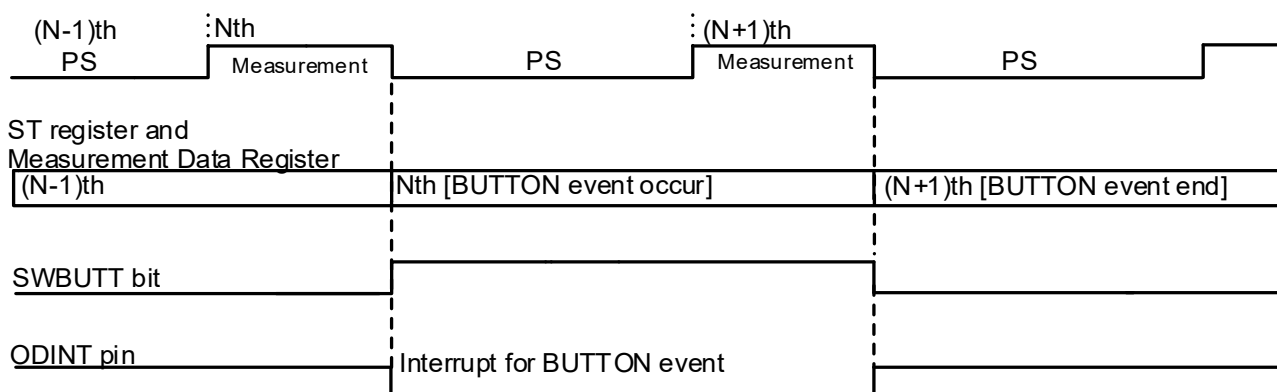 (N-1)th Nth (N+1)th
PS Measurement PS Measurement PS
ST register and
Measurement Data Register
(N-1)th Nth [BUTTON event occur] (N+1)th [BUTTON event end]
SWBUTT bit
ODINT pin Interrupt for BUTTON event